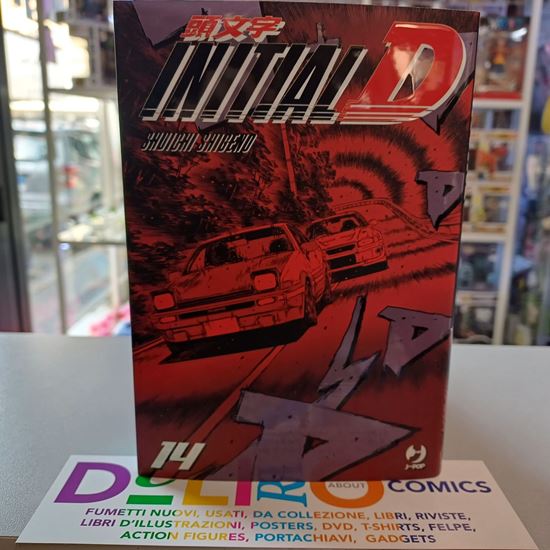 頭文字
INITIAL D
SHUICHI SHIGENO
14
J-POP
ABOUT
COMICS
FUMETTI NUOVI, USATI, DA COLLEZIONE, LIBRI, RIVISTE,
LIBRI D'ILLUSTRAZIONI, POSTERS, DVD, T-SHIRTS, FELPE,
ACTION FIGURES, PORTACHIAVI, GADGETS